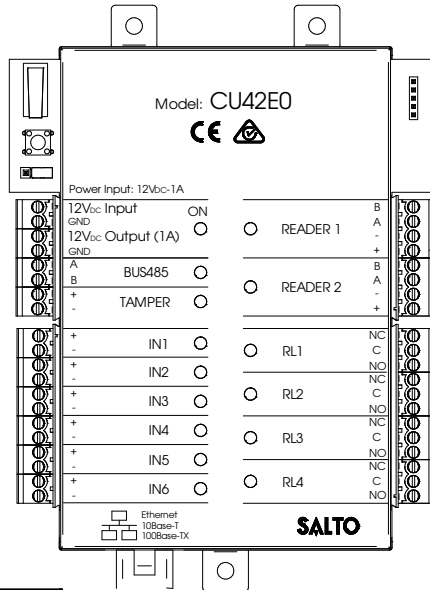 Model: CU42E0
CE
Power Input: 12VDC-1A
12VDC Input ON
GND
12VDC Output (1A)
GND
A
BUS485
B
+
TAMPER
-
+
IN1
-
+
IN2
-
+
IN3
-
+
IN4
-
+
IN5
-
+
IN6
-
B
A
READER 1
-
+
B
A
READER 2
-
+
NC
RL1 C
NO
NC
RL2 C
NO
NC
RL3 C
NO
NC
RL4 C
NO
Ethernet
10Base-T
100Base-TX
SALTO